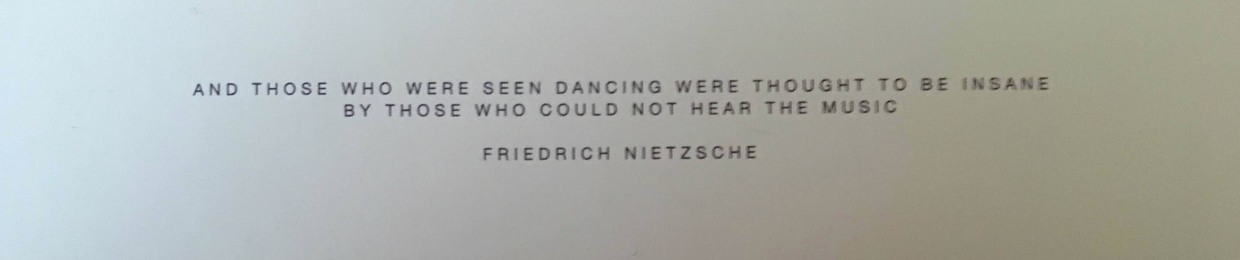 AND THOSE WHO WERE SEEN DANCING WERE THOUGHT TO BE INSANE
BY THOSE WHO COULD NOT HEAR THE MUSIC
FRIEDRICH NIETZSCHE